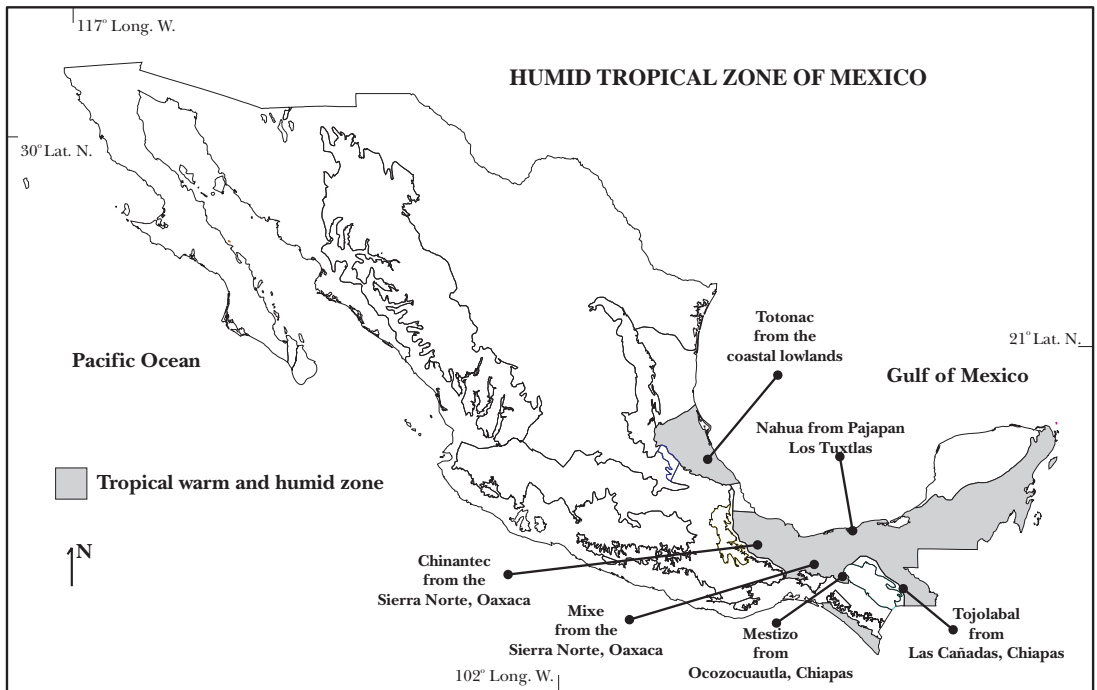 117° Long. W.
HUMID TROPICAL ZONE OF MEXICO
30° Lat. N.
Totonac
from the
coastal lowlands
21° Lat. N.
Pacific Ocean
Gulf of Mexico
Nahua from Pajapan
Los Tuxtlas
Tropical warm and humid zone
N
Chinantec
from the
Sierra Norte, Oaxaca
Mixe
from the
Sierra Norte, Oaxaca
Mestizo
from
Ocozocuautla, Chiapas
Tojolabal
from
Las Cañadas, Chiapas
102° Long. W.